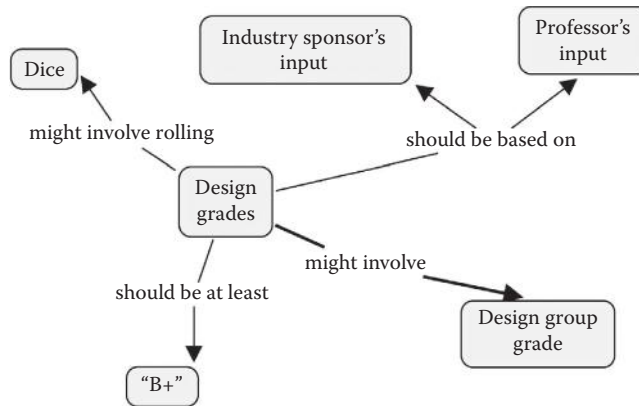 Industry sponsor’s
input
Professor’s
input
Dice
might involve rolling
should be based on
Design
grades
might involve
should be at least
Design group
grade
“B+”